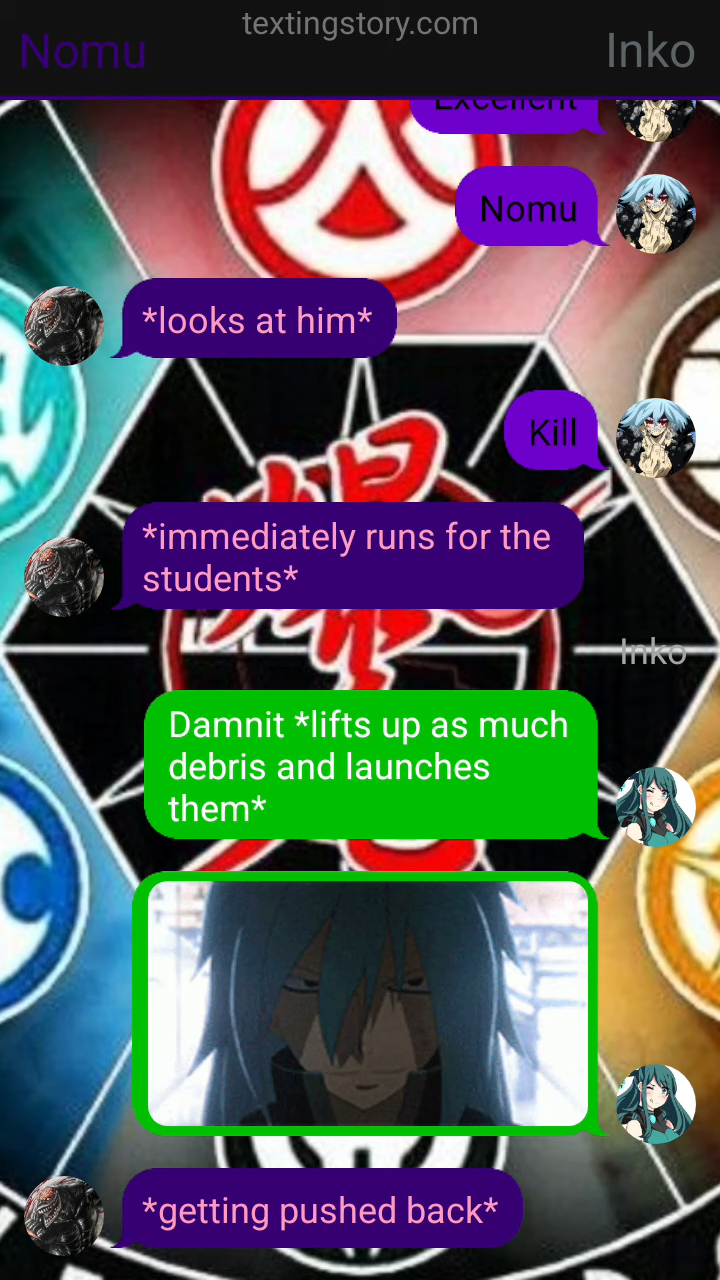 textingstory.com
Nomu
Inko
Excellent
Nomu
*looks at him*
Kill
*immediately runs for the
students*
Inko
Damnit *lifts up as much
debris and launches
them*
*getting pushed back*